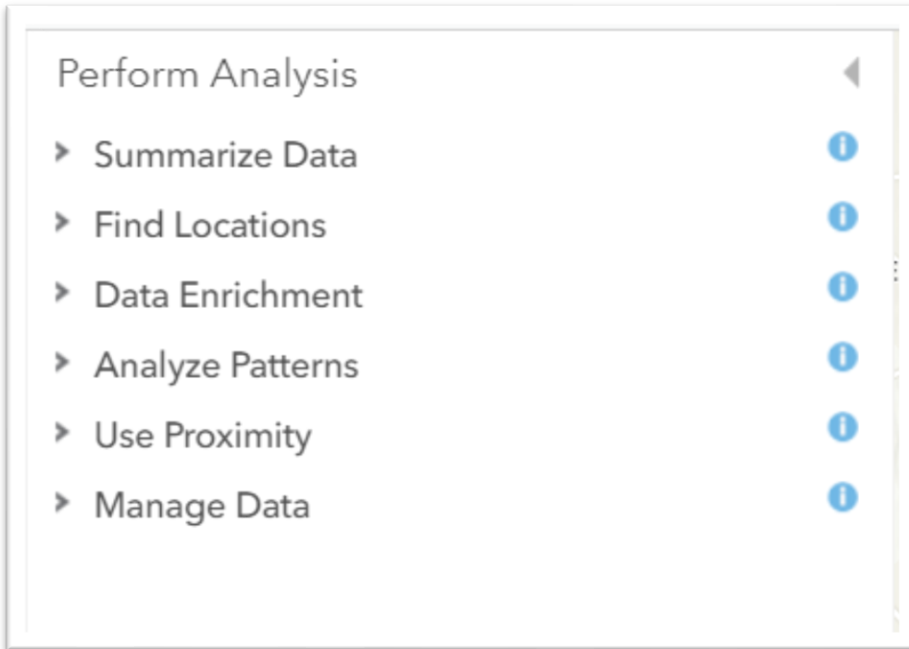 Perform Analysis
Summarize Data
Find Locations
Data Enrichment
Analyze Patterns
Use Proximity
Manage Data